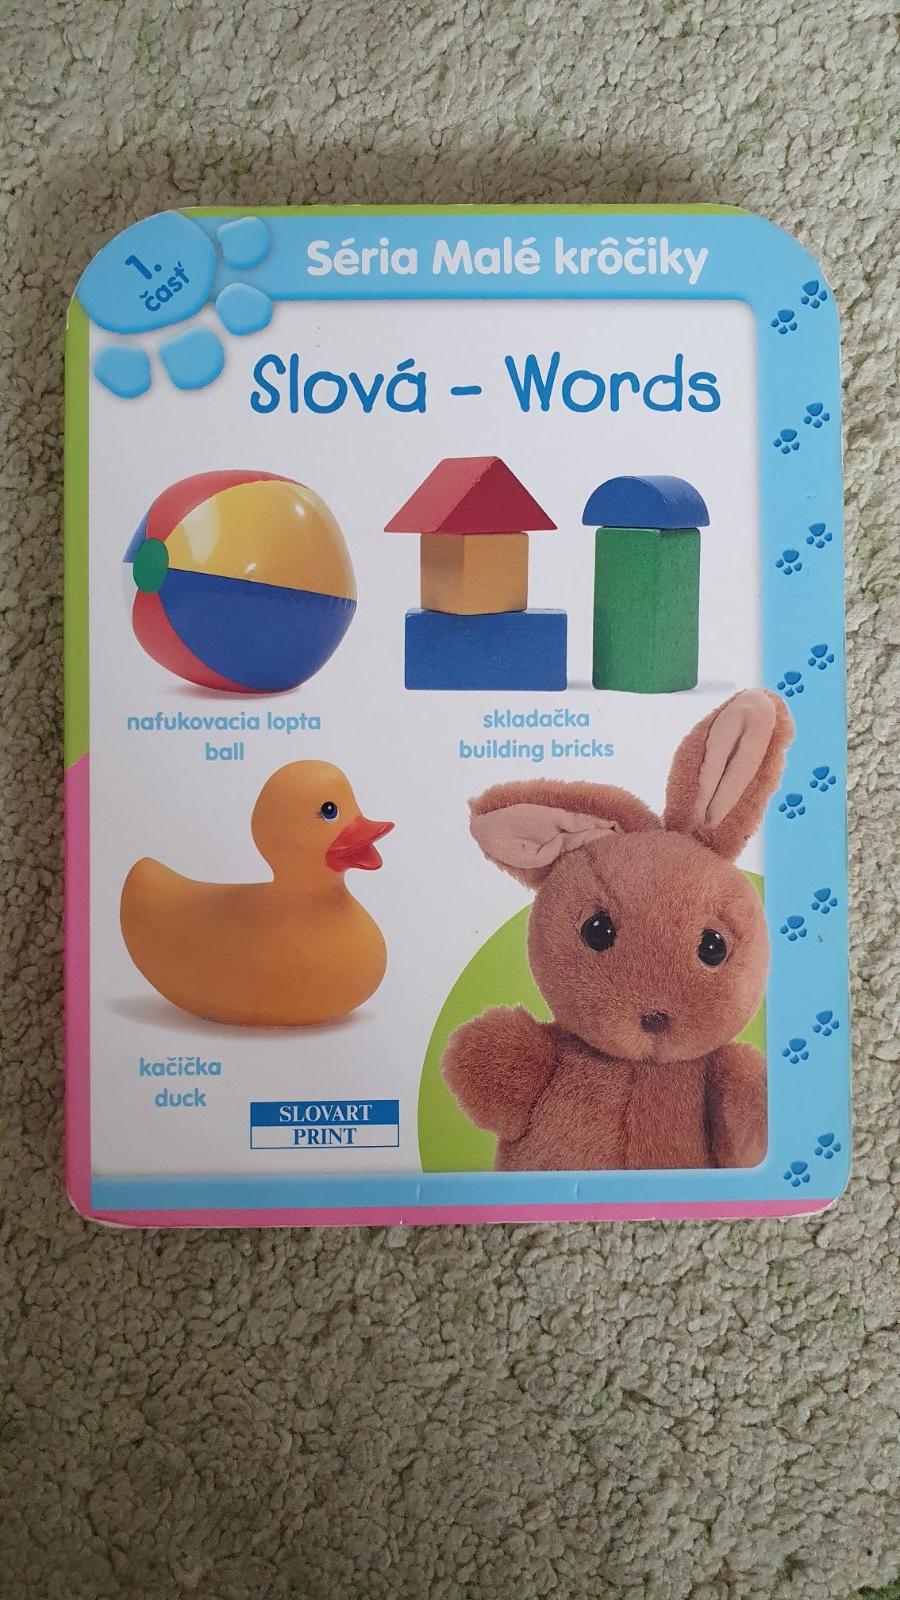 1.
časť
Séria Malé krôčiky
Slová - Words
nafukovacia lopta
ball
skladačka
building bricks
kačička
duck
SLOVART
PRINT